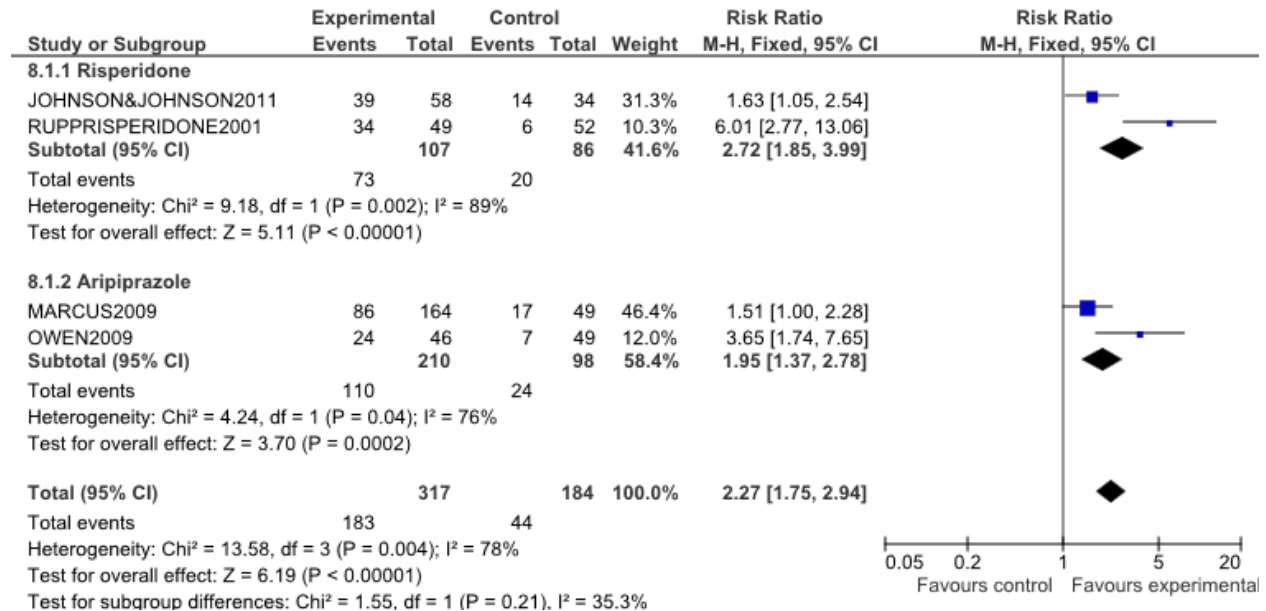 Experimental Control Risk Ratio Risk Ratio
Study or Subgroup Events Total Events Total Weight M-H, Fixed, 95% CI M-H, Fixed, 95% CI
8.1.1 Risperidone
JOHNSON&JOHNSON2011 39 58 14 34 31.3% 1.63 [1.05, 2.54]
RUPPRISPERIDONE2001 34 49 6 52 10.3% 6.01 [2.77, 13.06]
Subtotal (95% CI) 107 86 41.6% 2.72 [1.85, 3.99]
Total events 73 20
Heterogeneity: Chi² = 9.18, df = 1 (P = 0.002); I² = 89%
Test for overall effect: Z = 5.11 (P < 0.00001)
8.1.2 Aripiprazole
MARCUS2009 86 164 17 49 46.4% 1.51 [1.00, 2.28]
OWEN2009 24 46 7 49 12.0% 3.65 [1.74, 7.65]
Subtotal (95% CI) 210 98 58.4% 1.95 [1.37, 2.78]
Total events 110 24
Heterogeneity: Chi² = 4.24, df = 1 (P = 0.04); I² = 76%
Test for overall effect: Z = 3.70 (P = 0.0002)
Total (95% CI) 317 184 100.0% 2.27 [1.75, 2.94]
Total events 183 44
Heterogeneity: Chi² = 13.58, df = 3 (P = 0.004); I² = 78%
Test for overall effect: Z = 6.19 (P < 0.00001)
Test for subgroup differences: Chi² = 1.55, df = 1 (P = 0.21), I² = 35.3%
0.05 0.2 1 5 20
Favours control Favours experimental